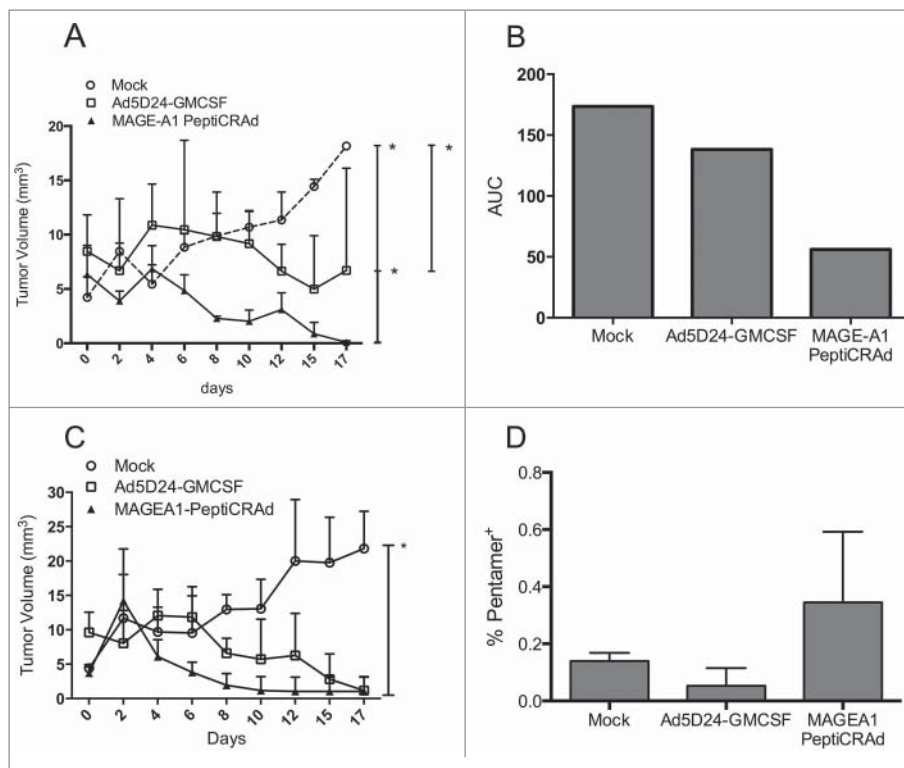 A
Mock
Ad5D24-GMCSF
MAGE-A1 PeptiCRAd
Tumor Volume (mm³)
20
15
10
5
0
*
*
*
0 2 4 6 8 10 12 15 17
days
B
AUC
200
150
100
50
0
Mock
Ad5D24-GMCSF
MAGE-A1
PeptiCRAd
C
Mock
Ad5D24-GMCSF
MAGEA1-PeptiCRAd
Tumor Volume (mm³)
30
25
20
15
10
5
0
*
0 2 4 6 8 10 12 15 17
Days
D
% Pentamer⁺
0.8
0.6
0.4
0.2
0.0
Mock
Ad5D24-GMCSF
MAGEA1
PeptiCRAd